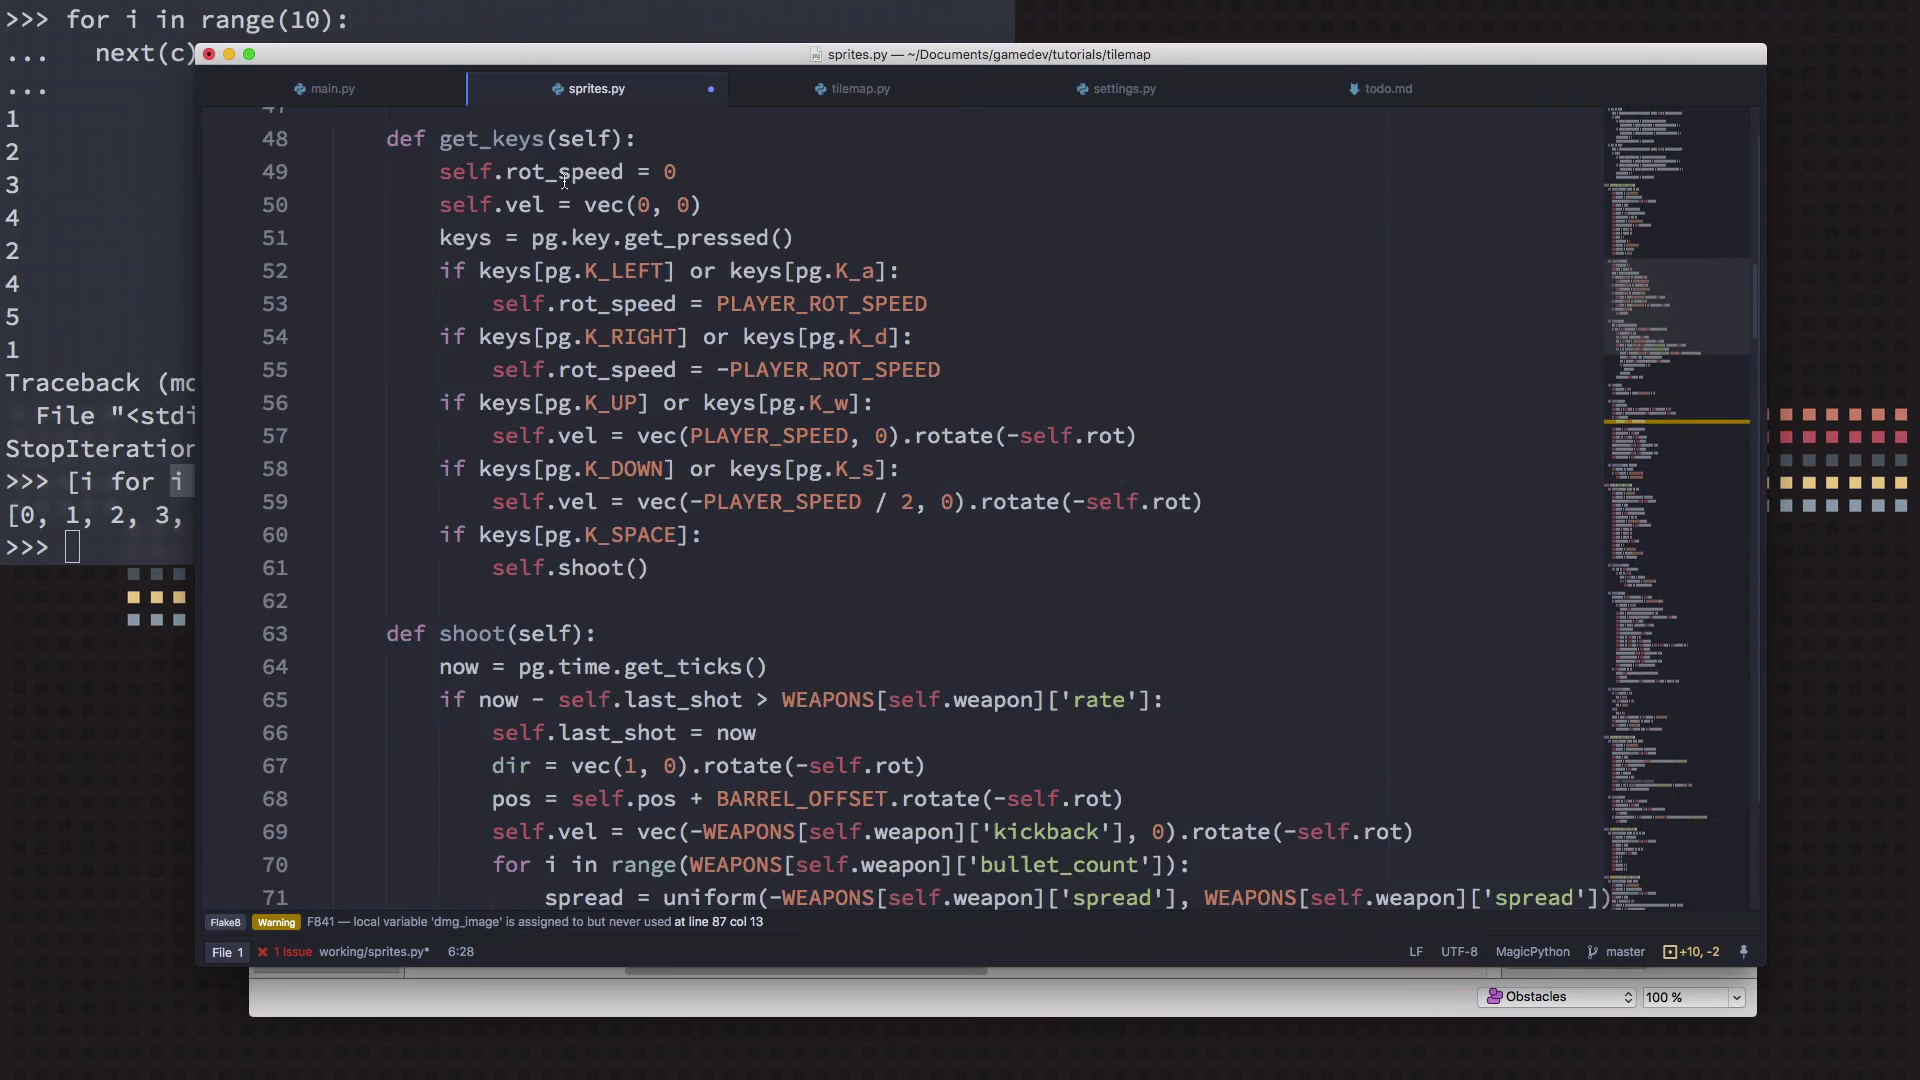 >>> for i in range(10):
... next(c)
...
1
2
3
4
2
4
5
1
Traceback (mo
File "<stdi
StopIteration
>>> [i for i
[0, 1, 2, 3,
>>>
sprites.py — ~/Documents/gamedev/tutorials/tilemap
main.py
sprites.py
tilemap.py
settings.py
todo.md
47
48 def get_keys(self):
49 self.rot_speed = 0
50 self.vel = vec(0, 0)
51 keys = pg.key.get_pressed()
52 if keys[pg.K_LEFT] or keys[pg.K_a]:
53 self.rot_speed = PLAYER_ROT_SPEED
54 if keys[pg.K_RIGHT] or keys[pg.K_d]:
55 self.rot_speed = -PLAYER_ROT_SPEED
56 if keys[pg.K_UP] or keys[pg.K_w]:
57 self.vel = vec(PLAYER_SPEED, 0).rotate(-self.rot)
58 if keys[pg.K_DOWN] or keys[pg.K_s]:
59 self.vel = vec(-PLAYER_SPEED / 2, 0).rotate(-self.rot)
60 if keys[pg.K_SPACE]:
61 self.shoot()
62
63 def shoot(self):
64 now = pg.time.get_ticks()
65 if now - self.last_shot > WEAPONS[self.weapon]['rate']:
66 self.last_shot = now
67 dir = vec(1, 0).rotate(-self.rot)
68 pos = self.pos + BARREL_OFFSET.rotate(-self.rot)
69 self.vel = vec(-WEAPONS[self.weapon]['kickback'], 0).rotate(-self.rot)
70 for i in range(WEAPONS[self.weapon]['bullet_count']):
71 spread = uniform(-WEAPONS[self.weapon]['spread'], WEAPONS[self.weapon]['spread'])
Flake8 Warning F841 — local variable 'dmg_image' is assigned to but never used at line 87 col 13
File 1 1 Issue working/sprites.py* 6:28 LF UTF-8 MagicPython master +10, -2
Obstacles 100 %